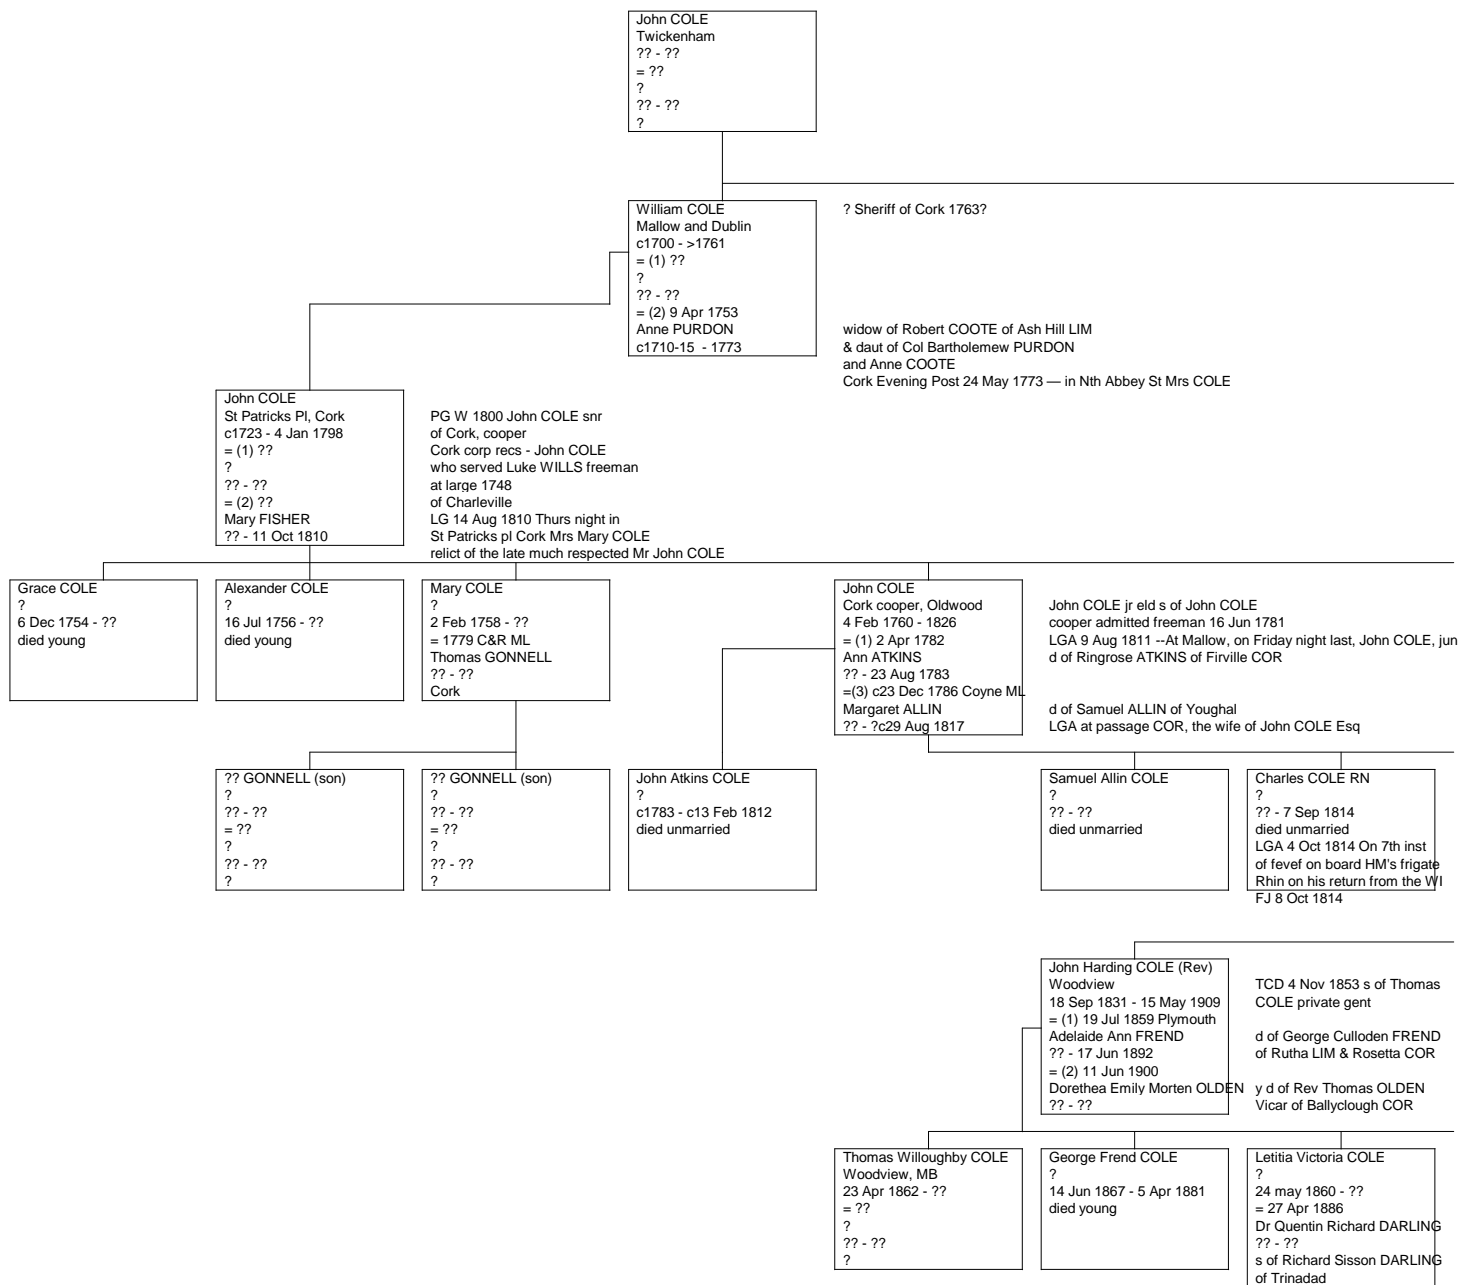 John COLE
Twickenham
?? - ??
= ??
?
?? - ??
?
William COLE
Mallow and Dublin
c1700 - >1761
= (1) ??
?
?? - ??
= (2) 9 Apr 1753
Anne PURDON
c1710-15  - 1773
? Sheriff of Cork 1763?
widow of Robert COOTE of Ash Hill LIM
& daut of Col Bartholemew PURDON
and Anne COOTE
Cork Evening Post 24 May 1773 — in Nth Abbey St Mrs COLE
John COLE
St Patricks Pl, Cork
c1723 - 4 Jan 1798
= (1) ??
?
?? - ??
= (2) ??
Mary FISHER
?? - 11 Oct 1810
PG W 1800 John COLE snr
of Cork, cooper
Cork corp recs - John COLE
who served Luke WILLS freeman
at large 1748
of Charleville
LG 14 Aug 1810 Thurs night in
St Patricks pl Cork Mrs Mary COLE
relict of the late much respected Mr John COLE
Grace COLE
?
6 Dec 1754 - ??
died young
Alexander COLE
?
16 Jul 1756 - ??
died young
Mary COLE
?
2 Feb 1758 - ??
= 1779 C&R ML
Thomas GONNELL
?? - ??
Cork
John COLE
Cork cooper, Oldwood
4 Feb 1760 - 1826
= (1) 2 Apr 1782
Ann ATKINS
?? - 23 Aug 1783
=(3) c23 Dec 1786 Coyne ML
Margaret ALLIN
?? - ?c29 Aug 1817
John COLE jr eld s of John COLE
cooper admitted freeman 16 Jun 1781
LGA 9 Aug 1811 --At Mallow, on Friday night last, John COLE, jun
d of Ringrose ATKINS of Firville COR
d of Samuel ALLIN of Youghal
LGA at passage COR, the wife of John COLE Esq
?? GONNELL (son)
?
?? - ??
= ??
?
?? - ??
?
?? GONNELL (son)
?
?? - ??
= ??
?
?? - ??
?
John Atkins COLE
?
c1783 - c13 Feb 1812
died unmarried
Samuel Allin COLE
?
?? - ??
died unmarried
Charles COLE RN
?
?? - 7 Sep 1814
died unmarried
LGA 4 Oct 1814 On 7th inst
of fevef on board HM's frigate
Rhin on his return from the WI
FJ 8 Oct 1814
John Harding COLE (Rev)
Woodview
18 Sep 1831 - 15 May 1909
= (1) 19 Jul 1859 Plymouth
Adelaide Ann FREND
?? - 17 Jun 1892
= (2) 11 Jun 1900
Dorethea Emily Morten OLDEN
?? - ??
TCD 4 Nov 1853 s of Thomas
COLE private gent
d of George Culloden FREND
of Rutha LIM & Rosetta COR
y d of Rev Thomas OLDEN
Vicar of Ballyclough COR
Thomas Willoughby COLE
Woodview, MB
23 Apr 1862 - ??
= ??
?
?? - ??
?
George Frend COLE
?
14 Jun 1867 - 5 Apr 1881
died young
Letitia Victoria COLE
?
24 may 1860 - ??
= 27 Apr 1886
Dr Quentin Richard DARLING
?? - ??
s of Richard Sisson DARLING
of Trinadad